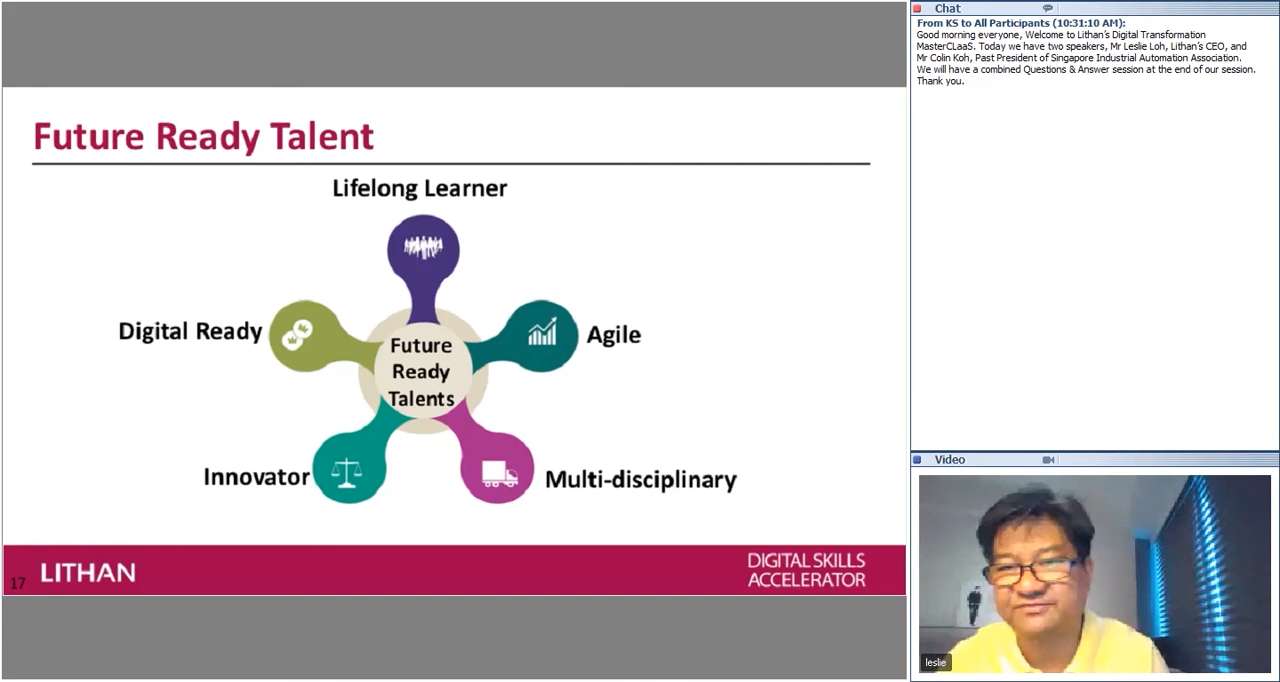 Future Ready Talent
Lifelong Learner
Digital Ready
Agile
Future
Ready
Talents
Innovator
Multi-disciplinary
17
LITHAN
DIGITAL SKILLS
ACCELERATOR
Chat
From KS to All Participants (10:31:10 AM):
Good morning everyone, Welcome to Lithan's Digital Transformation
MasterCLaaS. Today we have two speakers, Mr Leslie Loh, Lithan's CEO, and
Mr Colin Koh, Past President of Singapore Industrial Automation Association.
We will have a combined Questions & Answer session at the end of our session.
Thank you.
Video
leslie